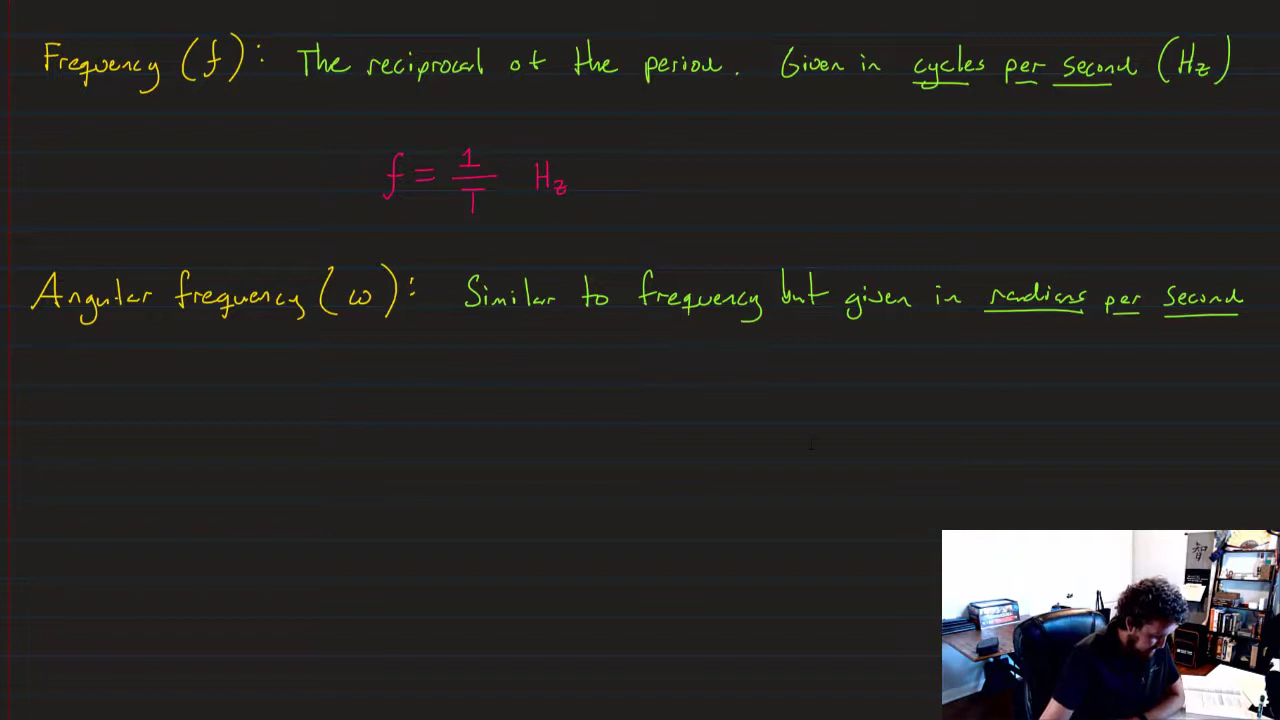 Frequency (f): The reciprocal of the period. Given in cycles per second (Hz)
f = 1/T Hz
Angular frequency (ω): Similar to frequency but given in radians per second
智